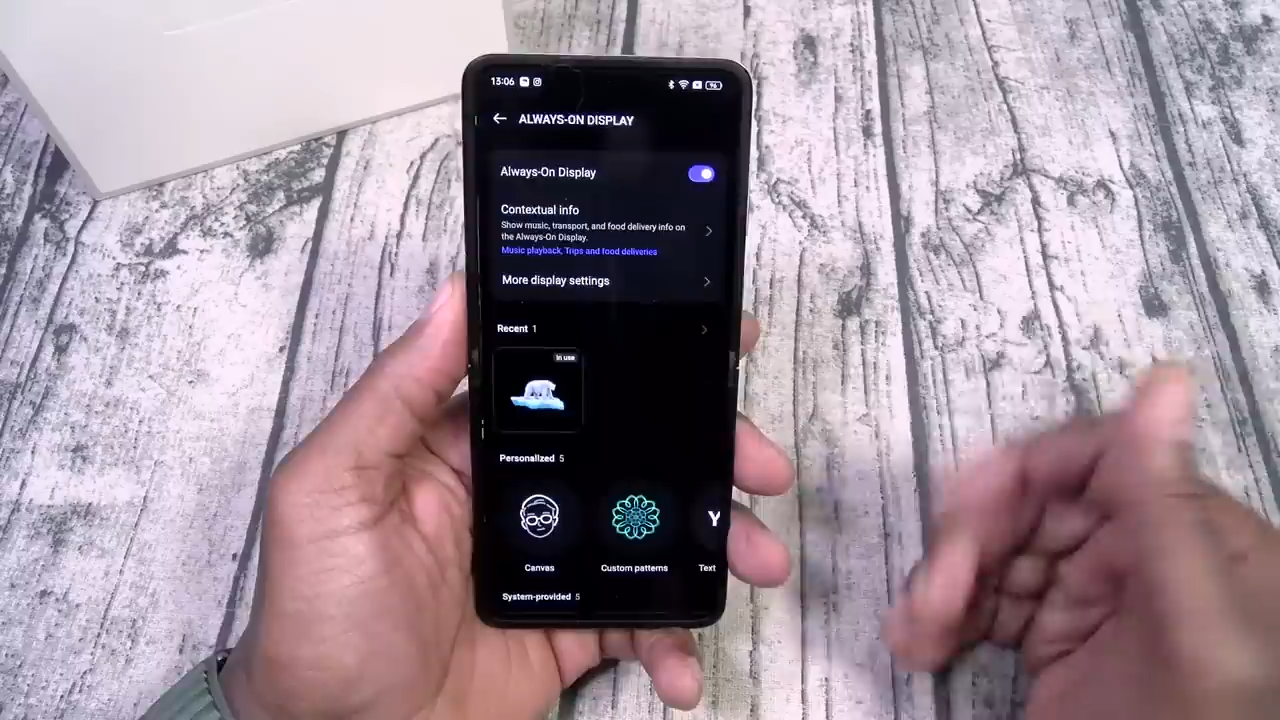 13:06
96
ALWAYS-ON DISPLAY
Always-On Display
Contextual info
Show music, transport, and food delivery info on
the Always-On Display.
Music playback, Trips and food deliveries
More display settings
Recent 1
In use
Personalized 5
Y
Canvas
Custom patterns
Text
System-provided 5